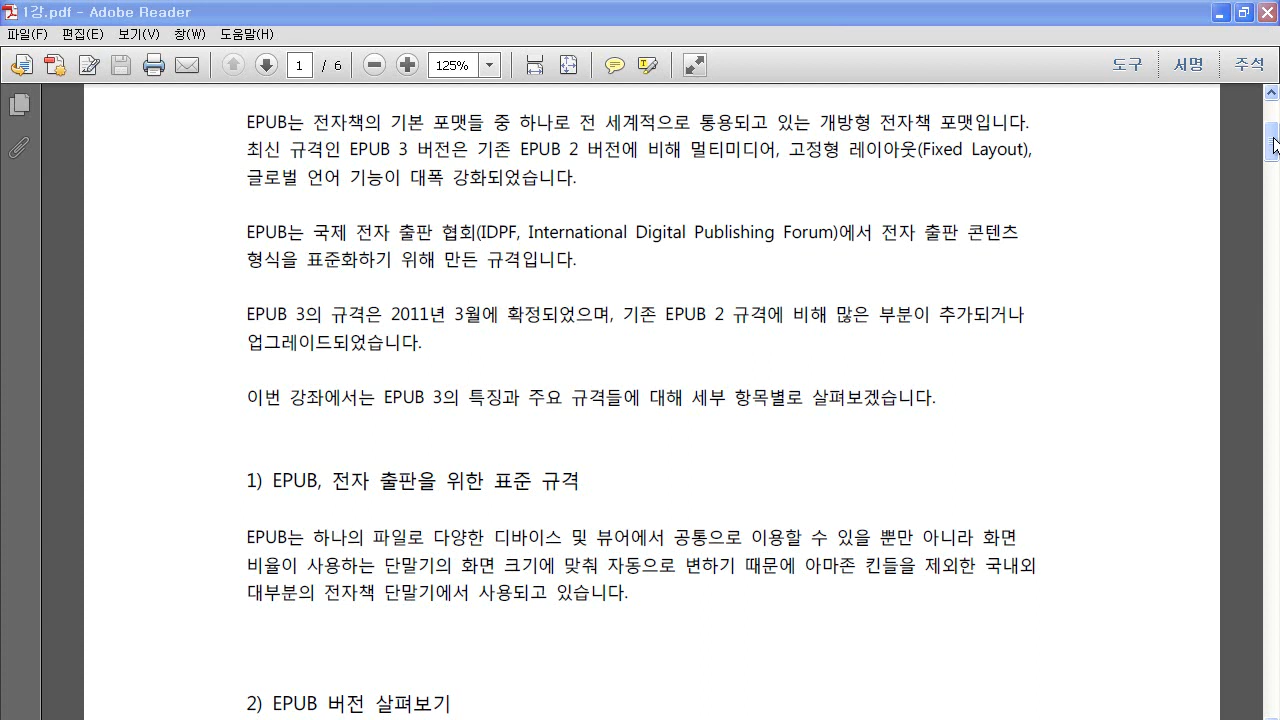 1강.pdf - Adobe Reader
파일(F) 편집(E) 보기(V) 창(W) 도움말(H)
1 / 6 125% 도구 서명 주석
EPUB는 전자책의 기본 포맷들 중 하나로 전 세계적으로 통용되고 있는 개방형 전자책 포맷입니다.
최신 규격인 EPUB 3 버전은 기존 EPUB 2 버전에 비해 멀티미디어, 고정형 레이아웃(Fixed Layout),
글로벌 언어 기능이 대폭 강화되었습니다.
EPUB는 국제 전자 출판 협회(IDPF, International Digital Publishing Forum)에서 전자 출판 콘텐츠
형식을 표준화하기 위해 만든 규격입니다.
EPUB 3의 규격은 2011년 3월에 확정되었으며, 기존 EPUB 2 규격에 비해 많은 부분이 추가되거나
업그레이드되었습니다.
이번 강좌에서는 EPUB 3의 특징과 주요 규격들에 대해 세부 항목별로 살펴보겠습니다.
1) EPUB, 전자 출판을 위한 표준 규격
EPUB는 하나의 파일로 다양한 디바이스 및 뷰어에서 공통으로 이용할 수 있을 뿐만 아니라 화면
비율이 사용하는 단말기의 화면 크기에 맞춰 자동으로 변하기 때문에 아마존 킨들을 제외한 국내외
대부분의 전자책 단말기에서 사용되고 있습니다.
2) EPUB 버전 살펴보기